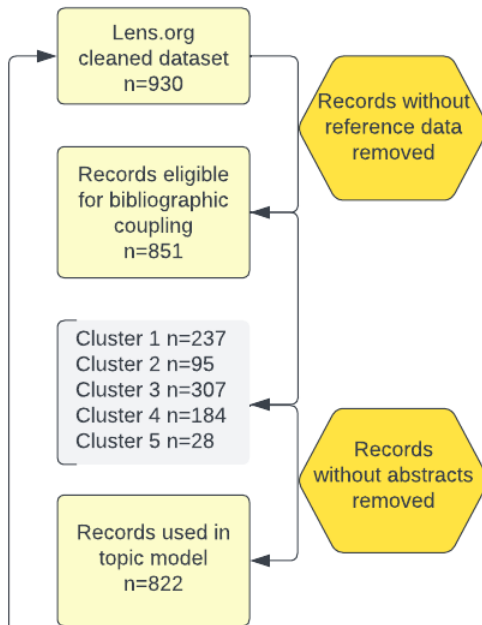 Lens.org
cleaned dataset
n=930
Records without
reference data
removed
Records eligible
for bibliographic
coupling
n=851
Cluster 1 n=237
Cluster 2 n=95
Cluster 3 n=307
Cluster 4 n=184
Cluster 5 n=28
Records
without abstracts
removed
Records used in
topic model
n=822